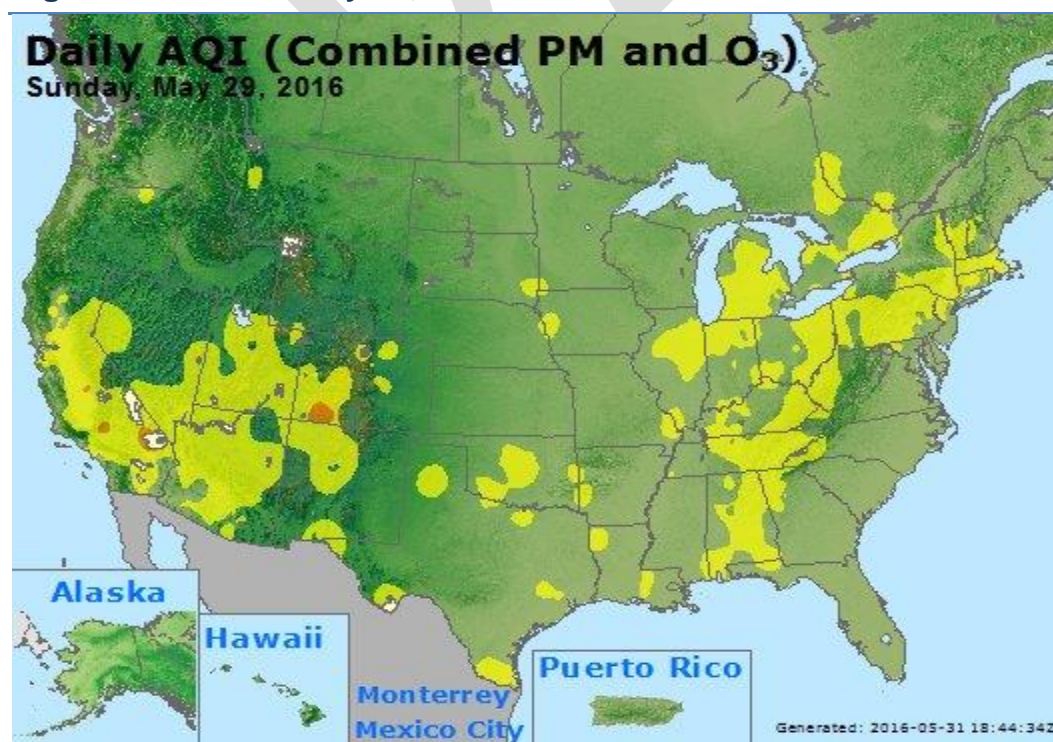 Daily AQI (Combined PM and O₃)
Sunday, May 29, 2016
Alaska
Hawaii
Monterrey
Mexico City
Puerto Rico
Generated: 2016-05-31 18:44:34Z